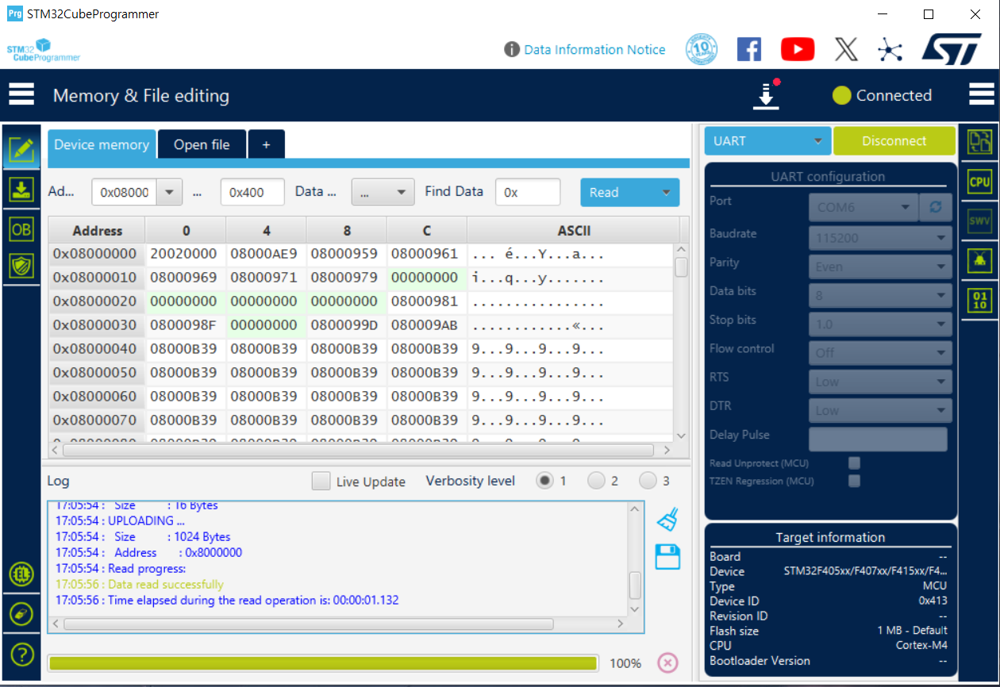 Prg STM32CubeProgrammer
STM32 CubeProgrammer
Data Information Notice
10 YEARS
Memory & File editing
Connected
Device memory Open file +
Ad... 0x08000 ... 0x400 Data ... ... Find Data 0x Read
Address 0 4 8 C ASCII
0x08000000 20020000 08000AE9 08000959 08000961 ... é...Y...a...
0x08000010 08000969 08000971 08000979 00000000 i...q...y.......
0x08000020 00000000 00000000 00000000 08000981 ................
0x08000030 0800098F 00000000 0800099D 080009AB ............«...
0x08000040 08000B39 08000B39 08000B39 08000B39 9...9...9...9...
0x08000050 08000B39 08000B39 08000B39 08000B39 9...9...9...9...
0x08000060 08000B39 08000B39 08000B39 08000B39 9...9...9...9...
0x08000070 08000B39 08000B39 08000B39 08000B39 9...9...9...9...
Log Live Update Verbosity level 1 2 3
17:05:54 : Size : 16 Bytes
17:05:54 : UPLOADING ...
17:05:54 : Size : 1024 Bytes
17:05:54 : Address : 0x8000000
17:05:54 : Read progress:
17:05:56 : Data read successfully
17:05:56 : Time elapsed during the read operation is: 00:00:01.132
100%
UART Disconnect
UART configuration
Port COM6
Baudrate 115200
Parity Even
Data bits 8
Stop bits 1.0
Flow control Off
RTS Low
DTR Low
Delay Pulse
Read Unprotect (MCU)
TZEN Regression (MCU)
Target information
Board --
Device STM32F405xx/F407xx/F415xx/F4...
Type MCU
Device ID 0x413
Revision ID --
Flash size 1 MB - Default
CPU Cortex-M4
Bootloader Version --
OB
EL
?
CPU
SWV
01
10
ST